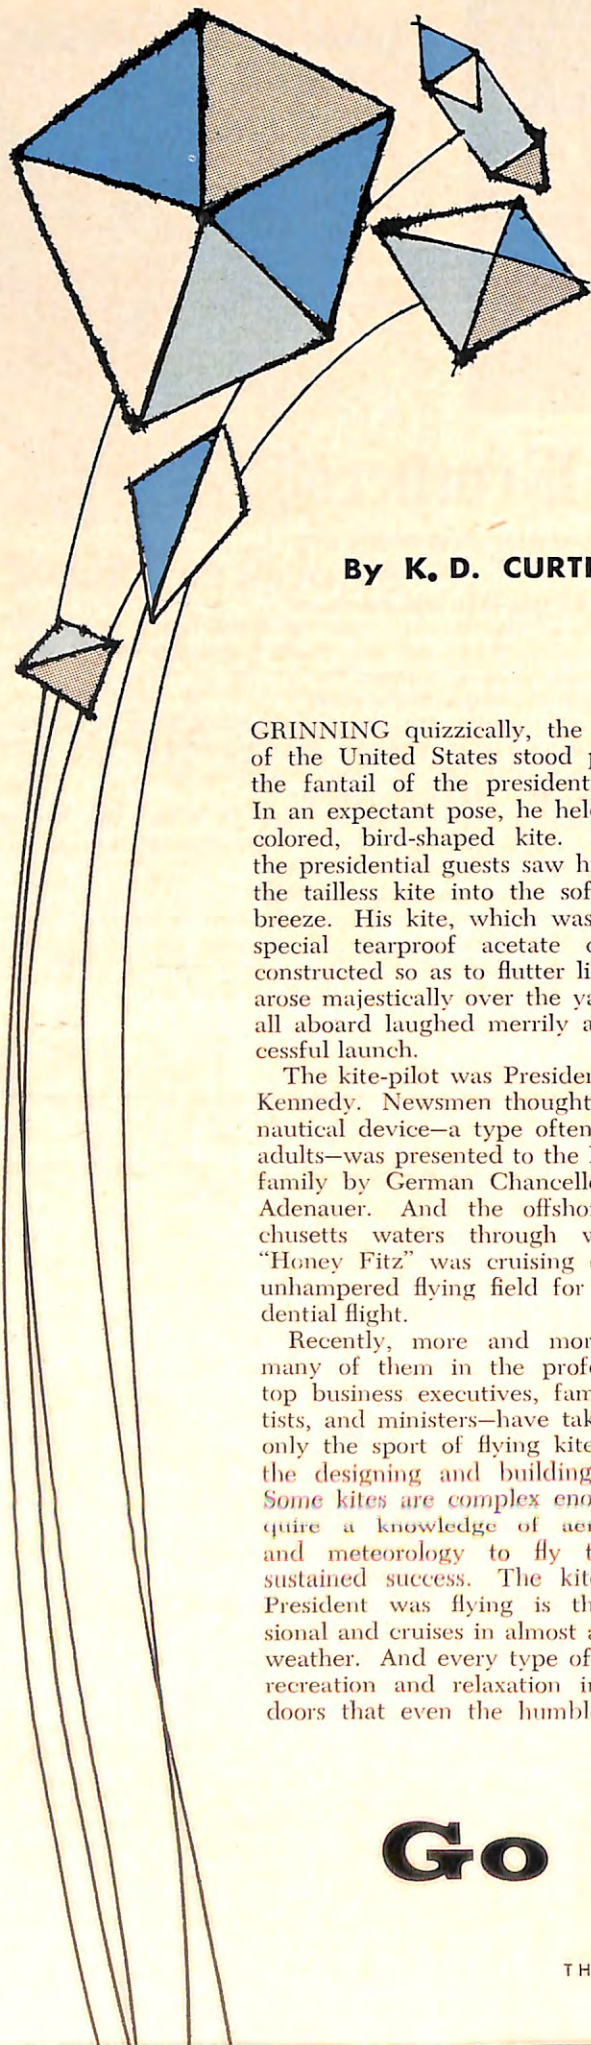 By K. D. CURTI
GRINNING quizzically, the
of the United States stood
the fantail of the president
In an expectant pose, he hel
colored, bird-shaped kite.
the presidential guests saw h
the tailless kite into the sof
breeze. His kite, which was
special tearproof acetate
constructed so as to flutter li
arose majestically over the ya
all aboard laughed merrily a
cessful launch.
The kite-pilot was Presiden
Kennedy. Newsmen thought
nautical device—a type often
adults—was presented to the
family by German Chancell
Adenauer. And the offshor
chusetts waters through
"Honey Fitz" was cruising
unhampered flying field for
dential flight.
Recently, more and mor
many of them in the prof
top business executives, fam
tists, and ministers—have tak
only the sport of flying kite
the designing and building
Some kites are complex eno
quire a knowledge of aer
and meteorology to fly t
sustained success. The kit
President was flying is th
sional and cruises in almost a
weather. And every type of
recreation and relaxation i
doors that even the humbl
Go
TH